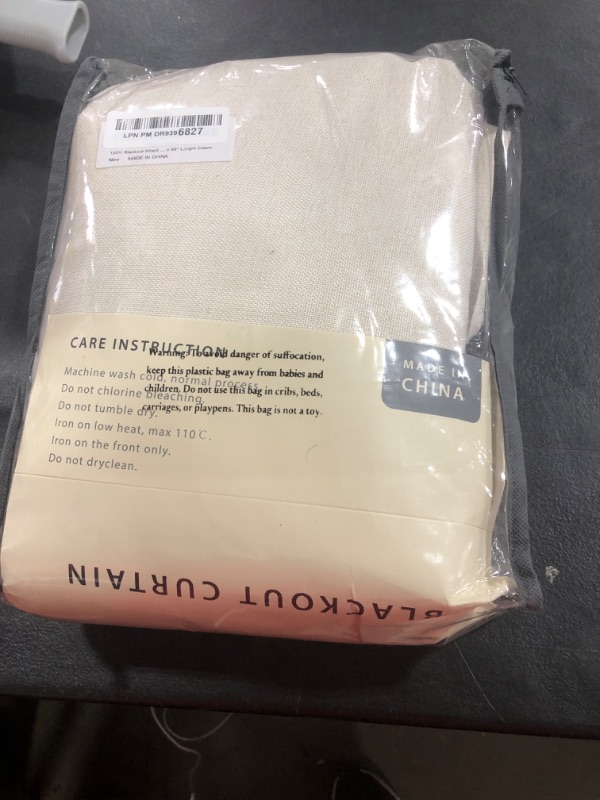 LPN PM DR9396827
New MADE IN CHINA
CARE INSTRUCTION
Machine wash cold, normal process.
Do not chlorine bleaching.
Do not tumble dry.
Iron on low heat, max 110℃.
Iron on the front only.
Do not dryclean.
Warning: To avoid danger of suffocation,
keep this plastic bag away from babies and
children. Do not use this bag in cribs, beds,
carriages, or playpens. This bag is not a toy.
MADE IN
CHINA
BLACKOUT CURTAIN